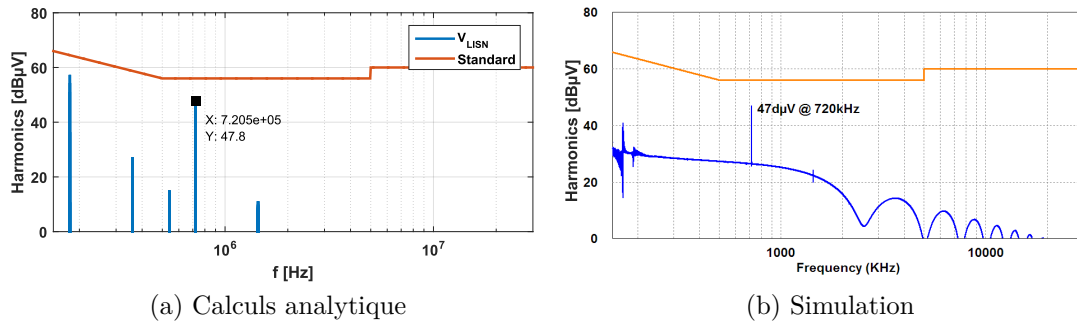 80
60
40
20
0
Harmonics [dBµV]
V_LISN
Standard
X: 7.205e+05
Y: 47.8
10^6
10^7
f [Hz]
(a) Calculs analytique
80
60
40
20
0
Harmonics [dBµV]
47dµV @ 720kHz
1000
10000
Frequency (KHz)
(b) Simulation